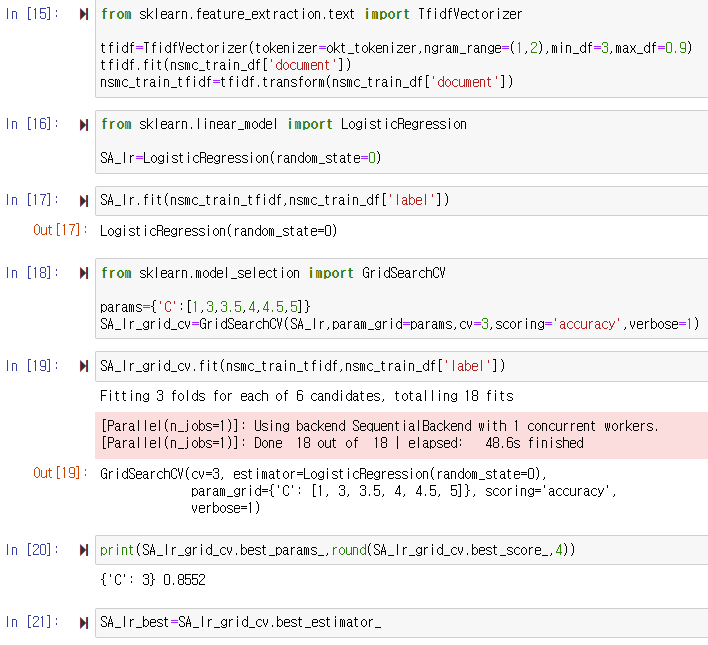 In [15]: from sklearn.feature_extraction.text import TfidfVectorizer
tfidf=TfidfVectorizer(tokenizer=okt_tokenizer,ngram_range=(1,2),min_df=3,max_df=0.9)
tfidf.fit(nsmc_train_df['document'])
nsmc_train_tfidf=tfidf.transform(nsmc_train_df['document'])
In [16]: from sklearn.linear_model import LogisticRegression
SA_lr=LogisticRegression(random_state=0)
In [17]: SA_lr.fit(nsmc_train_tfidf,nsmc_train_df['label'])
Out[17]: LogisticRegression(random_state=0)
In [18]: from sklearn.model_selection import GridSearchCV
params={'C':[1,3,3.5,4,4.5,5]}
SA_lr_grid_cv=GridSearchCV(SA_lr,param_grid=params,cv=3,scoring='accuracy',verbose=1)
In [19]: SA_lr_grid_cv.fit(nsmc_train_tfidf,nsmc_train_df['label'])
Fitting 3 folds for each of 6 candidates, totalling 18 fits
[Parallel(n_jobs=1)]: Using backend SequentialBackend with 1 concurrent workers.
[Parallel(n_jobs=1)]: Done  18 out of  18 | elapsed:   48.6s finished
Out[19]: GridSearchCV(cv=3, estimator=LogisticRegression(random_state=0),
param_grid={'C': [1, 3, 3.5, 4, 4.5, 5]}, scoring='accuracy',
verbose=1)
In [20]: print(SA_lr_grid_cv.best_params_,round(SA_lr_grid_cv.best_score_,4))
{'C': 3} 0.8552
In [21]: SA_lr_best=SA_lr_grid_cv.best_estimator_